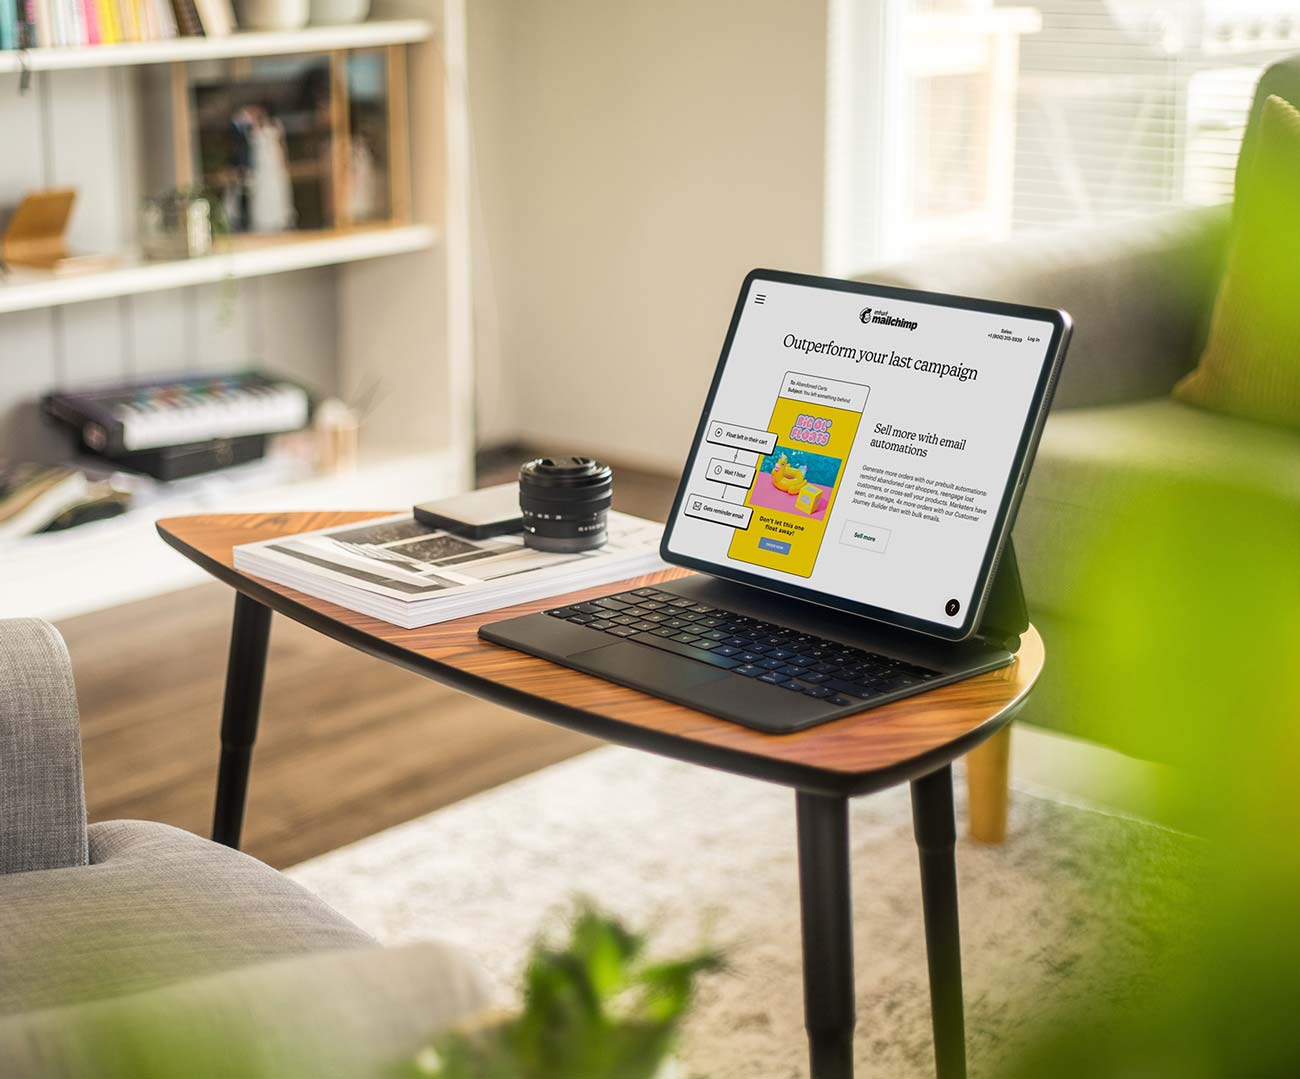 intuit
mailchimp
Sales:
+1 (800) 315-5939
Log In
Outperform your last campaign
To: Abandoned Carts
Subject: You left something behind
BIG OL'
FLOATS
Float left in their cart
Wait 1 hour
Gets reminder email
Don't let this one
float away!
ORDER NOW
Sell more with email
automations
Generate more orders with our prebuilt automations:
remind abandoned cart shoppers, reengage lost
customers, or cross-sell your products. Marketers have
seen, on average, 4x more orders with our Customer
Journey Builder than with bulk emails.
Sell more
?